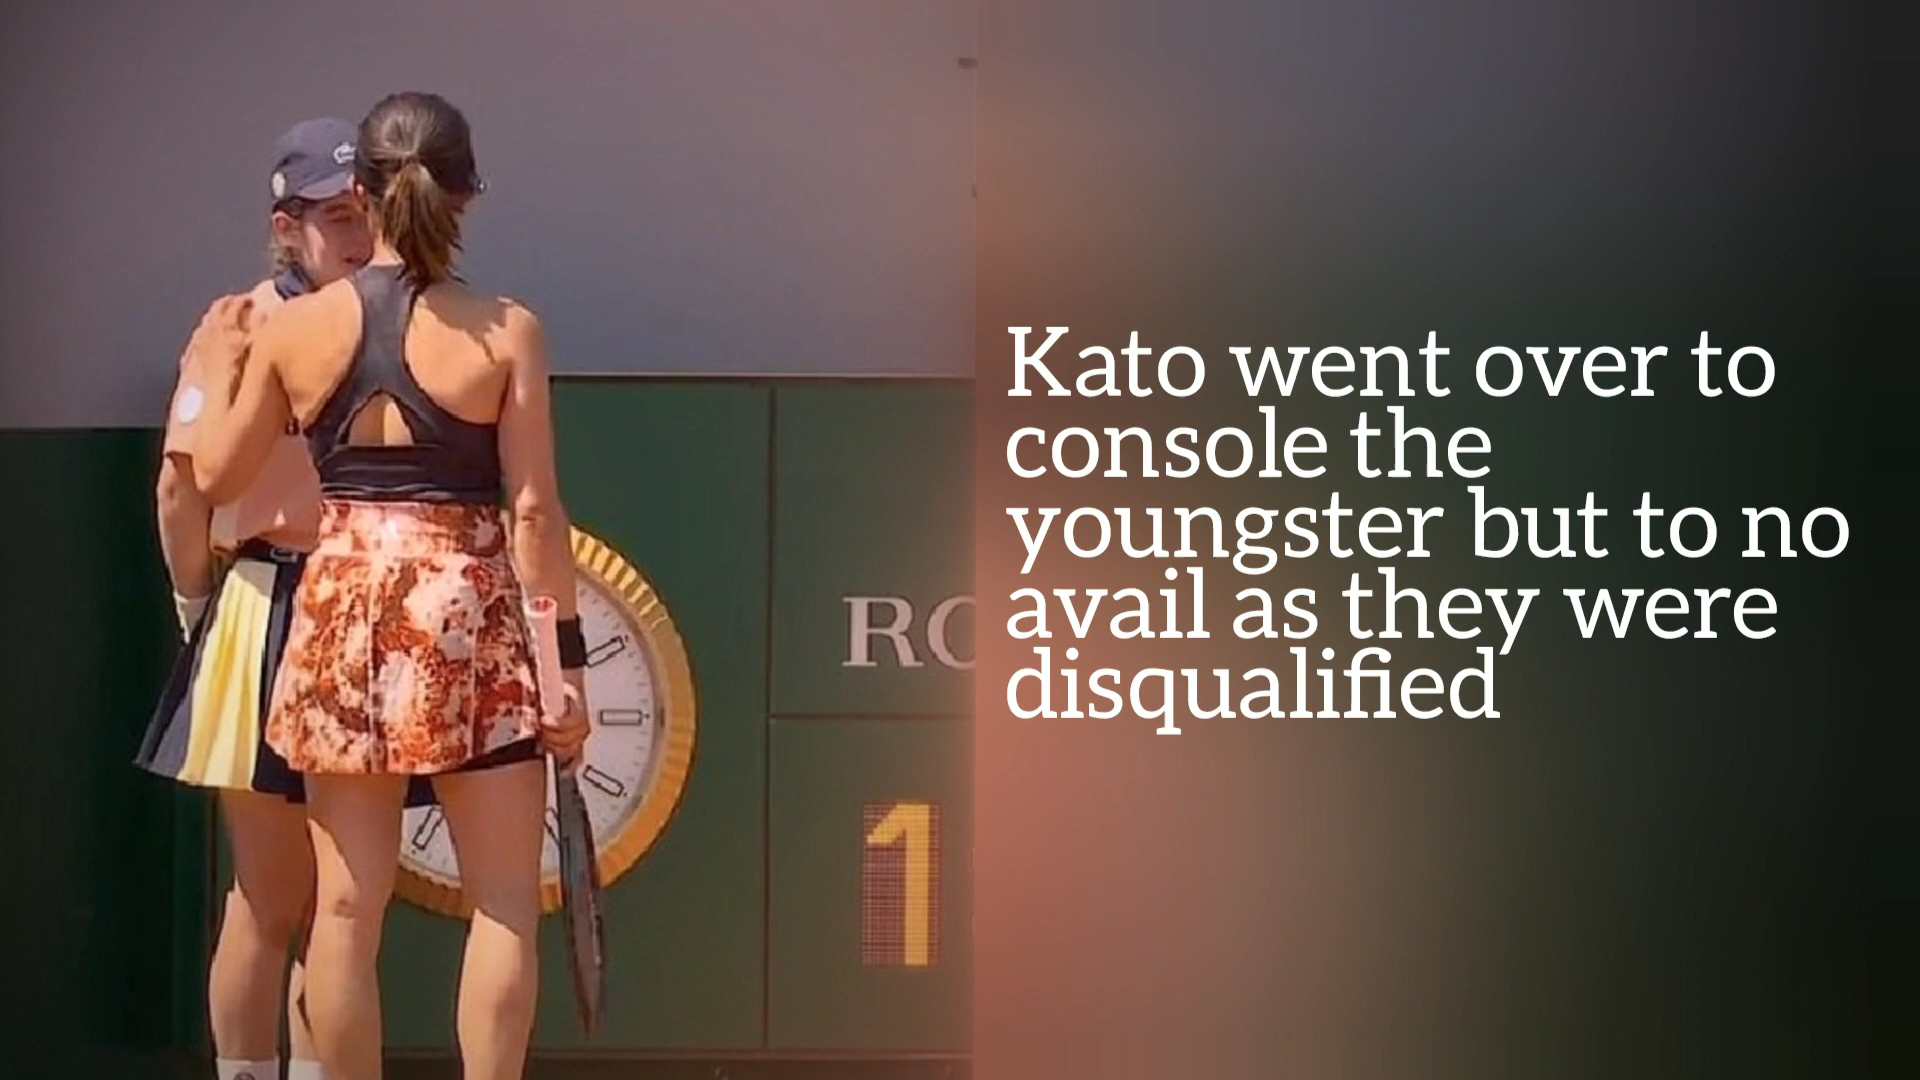 Kato went over to
console the
youngster but to no
avail as they were
disqualified
RO
1